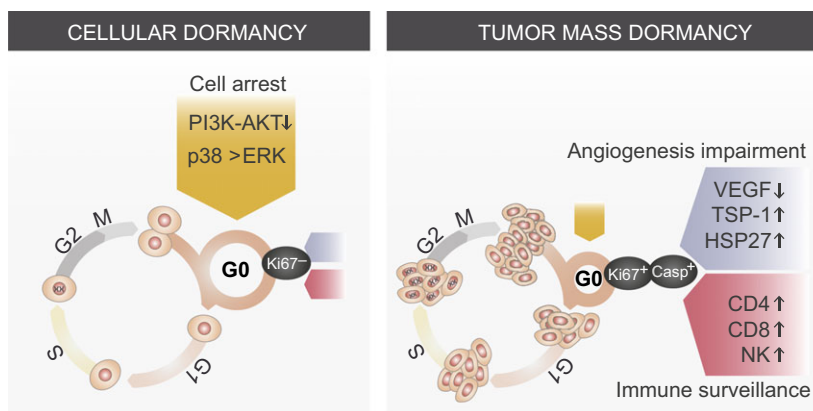 CELLULAR DORMANCY
Cell arrest
PI3K-AKT↓
p38 >ERK
G2
M
G0
Ki67⁻
S
G1
TUMOR MASS DORMANCY
Angiogenesis impairment
VEGF↓
TSP-1↑
HSP27↑
G2
M
G0
Ki67⁺
Casp⁺
S
G1
CD4↑
CD8↑
NK↑
Immune surveillance